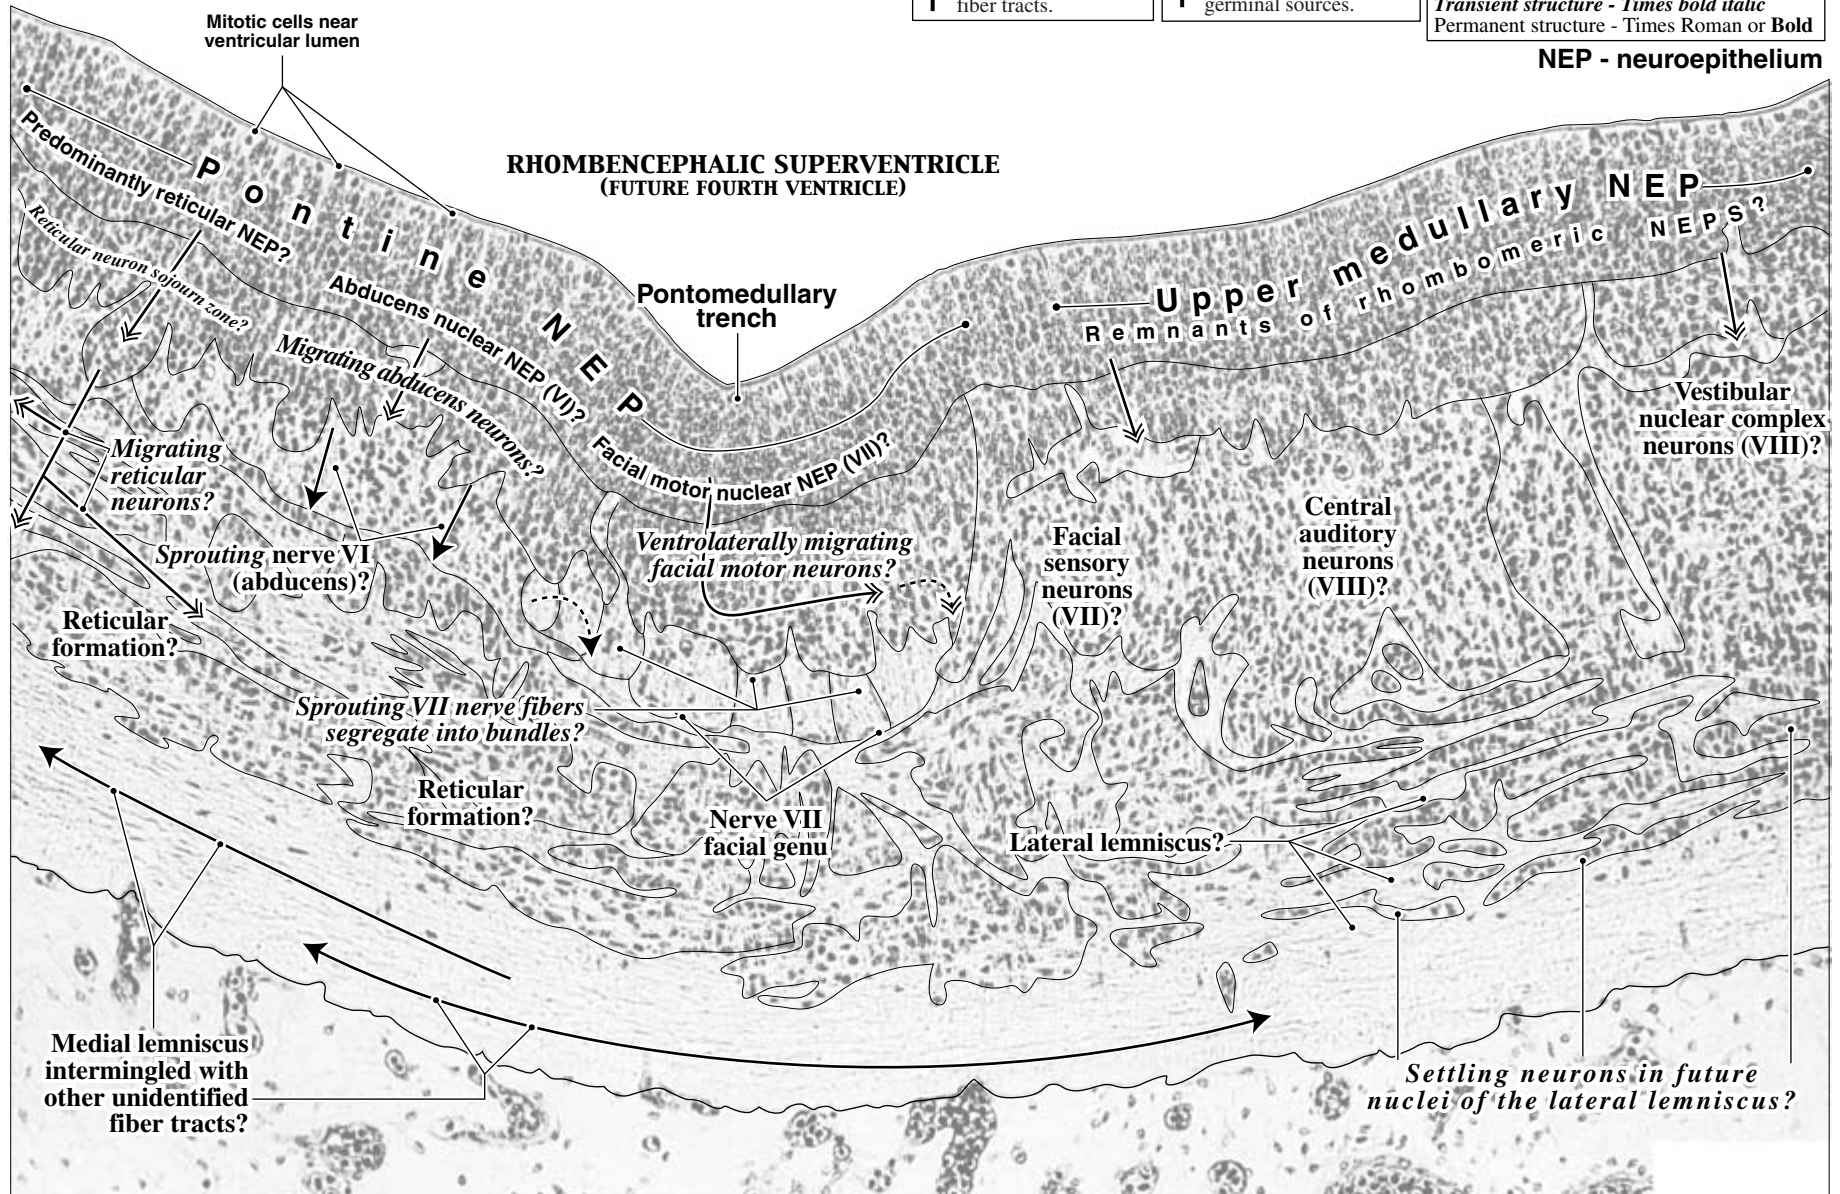 fiber tracts.
germinal sources.
Transient structure - Times bold italic
Permanent structure - Times Roman or Bold
NEP - neuroepithelium
Mitotic cells near
ventricular lumen
RHOMBENCEPHALIC SUPERVENTRICLE
(FUTURE FOURTH VENTRICLE)
Pontine NEP
Predominantly reticular NEP?
Reticular neuron sojourn zone?
Abducens nuclear NEP (VI)?
Migrating abducens neurons?
Facial motor nuclear NEP (VII)?
Pontomedullary
trench
Upper medullary NEP
Remnants of rhombomeric NEPS?
Migrating
reticular
neurons?
Sprouting nerve VI
(abducens)?
Ventrolaterally migrating
facial motor neurons?
Facial
sensory
neurons
(VII)?
Central
auditory
neurons
(VIII)?
Vestibular
nuclear complex
neurons (VIII)?
Reticular
formation?
Sprouting VII nerve fibers
segregate into bundles?
Reticular
formation?
Nerve VII
facial genu
Lateral lemniscus?
Medial lemniscus
intermingled with
other unidentified
fiber tracts?
Settling neurons in future
nuclei of the lateral lemniscus?